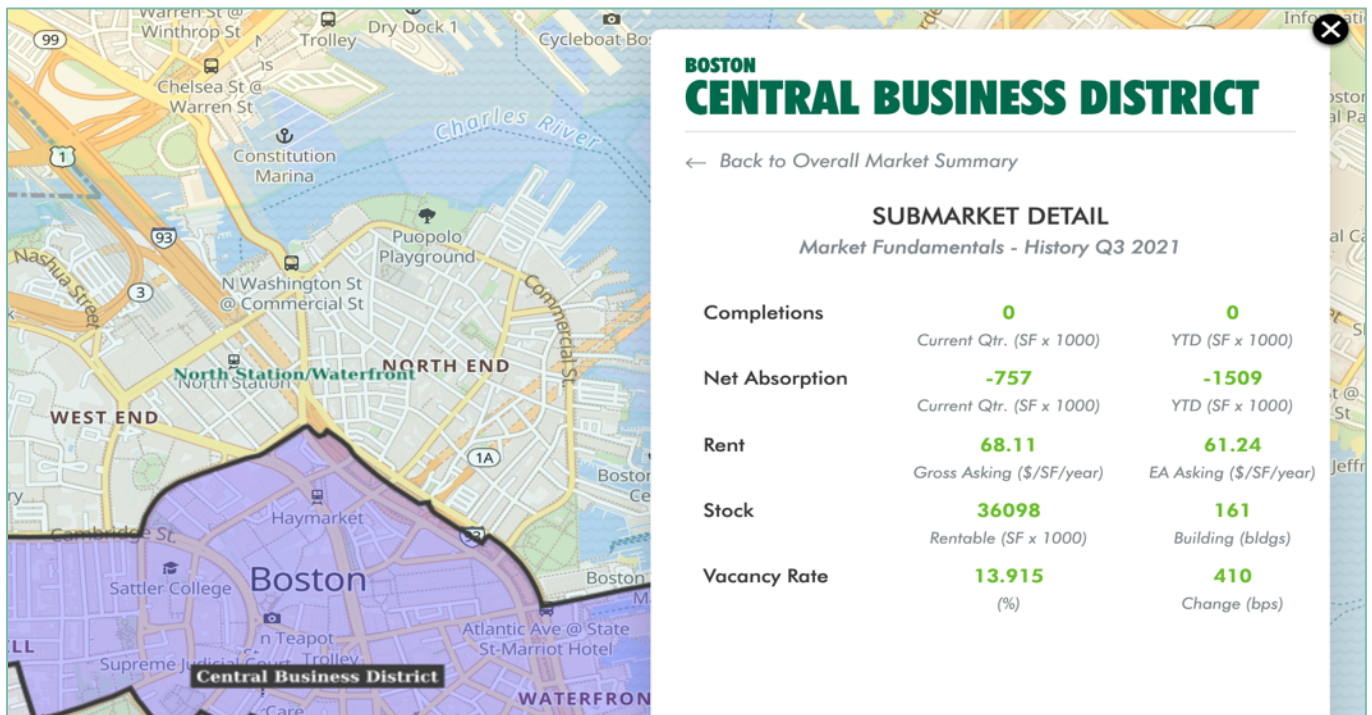 Warren St @
Winthrop St
99
Trolley
Dry Dock 1
Cycleboat Bos
Chelsea St @
Warren St
Charles River
Constitution
Marina
1
93
Puopolo
Playground
Nashua Street
3
N Washington St
@ Commercial St
Commercial St.
NORTH END
North Station/Waterfront
North Station
WEST END
1A
Boston
Ce
Haymarket
Cambridge St.
93
Sattler College
Boston
Boston
Atlantic Ave @ State
St-Marriot Hotel
n Teapot
Trolley
Supreme Judicial Court
Central Business District
WATERFRON
Care
BOSTON
CENTRAL BUSINESS DISTRICT
← Back to Overall Market Summary
SUBMARKET DETAIL
Market Fundamentals - History Q3 2021
Completions 0 0
Current Qtr. (SF x 1000) YTD (SF x 1000)
Net Absorption -757 -1509
Current Qtr. (SF x 1000) YTD (SF x 1000)
Rent 68.11 61.24
Gross Asking ($/SF/year) EA Asking ($/SF/year)
Stock 36098 161
Rentable (SF x 1000) Building (bldgs)
Vacancy Rate 13.915 410
(%) Change (bps)